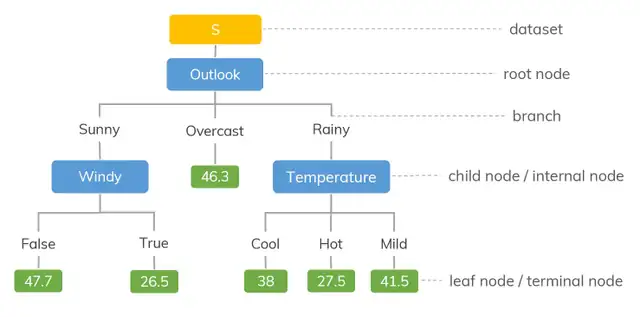 S
dataset
Outlook
root node
branch
Sunny
Overcast
Rainy
Windy
46.3
Temperature
child node / internal node
False
True
Cool
Hot
Mild
47.7
26.5
38
27.5
41.5
leaf node / terminal node